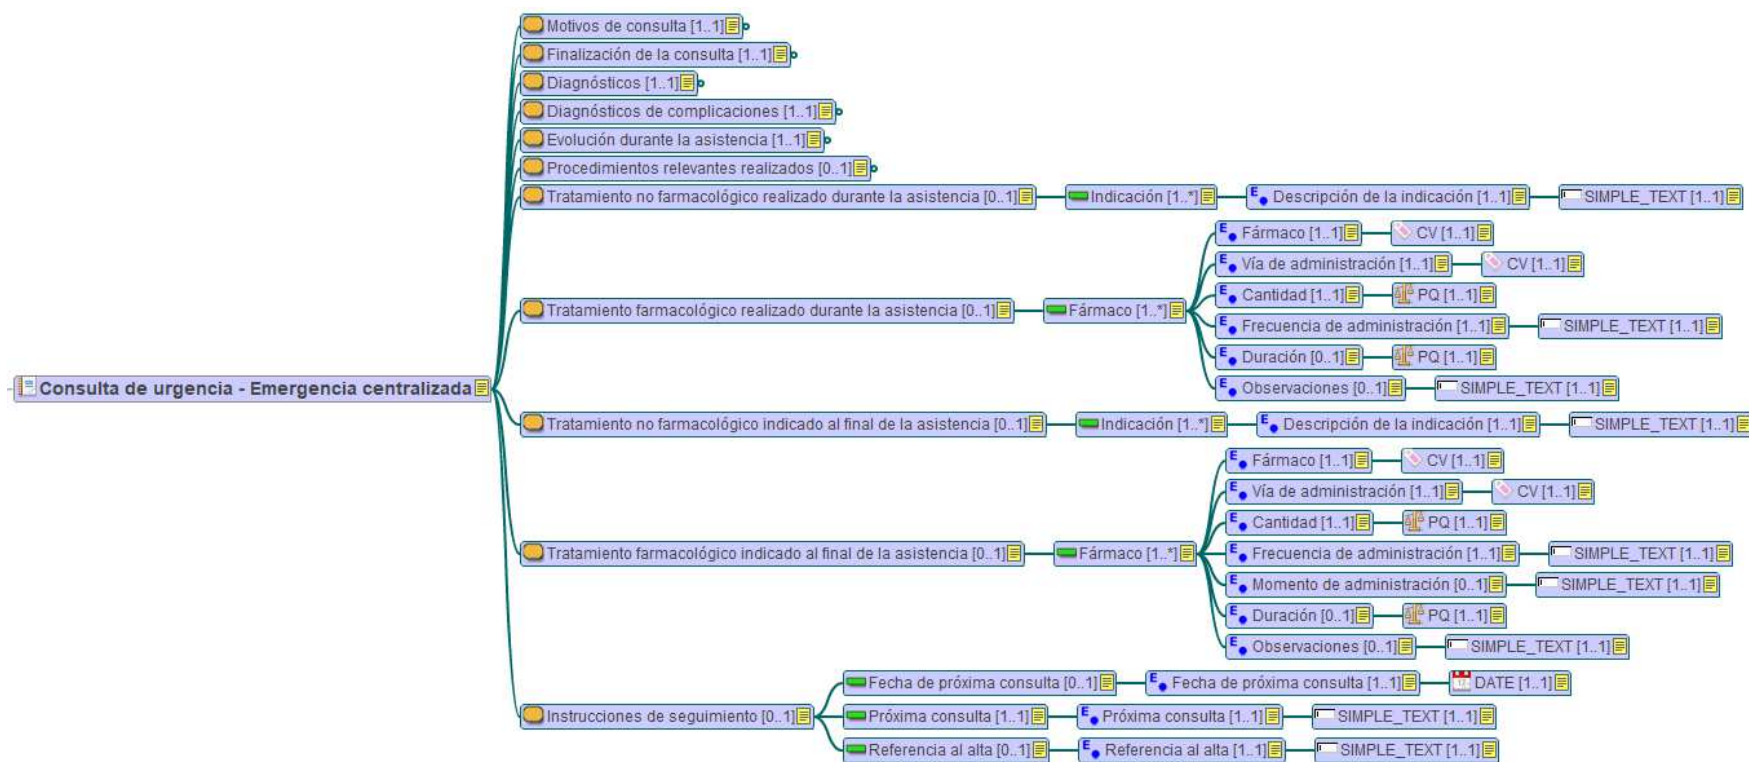 Motivos de consulta [1..1]
Finalización de la consulta [1..1]
Diagnósticos [1..1]
Diagnósticos de complicaciones [1..1]
Evolución durante la asistencia [1..1]
Procedimientos relevantes realizados [0..1]
Tratamiento no farmacológico realizado durante la asistencia [0..1] Indicación [1..*] Descripción de la indicación [1..1] SIMPLE_TEXT [1..1]
Fármaco [1..1] CV [1..1]
Vía de administración [1..1] CV [1..1]
Cantidad [1..1] PQ [1..1]
Tratamiento farmacológico realizado durante la asistencia [0..1] Fármaco [1..*]
Frecuencia de administración [1..1] SIMPLE_TEXT [1..1]
Duración [0..1] PQ [1..1]
Observaciones [0..1] SIMPLE_TEXT [1..1]
Consulta de urgencia - Emergencia centralizada
Tratamiento no farmacológico indicado al final de la asistencia [0..1] Indicación [1..*] Descripción de la indicación [1..1] SIMPLE_TEXT [1..1]
Fármaco [1..1] CV [1..1]
Vía de administración [1..1] CV [1..1]
Cantidad [1..1] PQ [1..1]
Tratamiento farmacológico indicado al final de la asistencia [0..1] Fármaco [1..*] Frecuencia de administración [1..1] SIMPLE_TEXT [1..1]
Momento de administración [0..1] SIMPLE_TEXT [1..1]
Duración [0..1] PQ [1..1]
Observaciones [0..1] SIMPLE_TEXT [1..1]
Fecha de próxima consulta [0..1] Fecha de próxima consulta [1..1] DATE [1..1]
Instrucciones de seguimiento [0..1] Próxima consulta [1..1] Próxima consulta [1..1] SIMPLE_TEXT [1..1]
Referencia al alta [0..1] Referencia al alta [1..1] SIMPLE_TEXT [1..1]